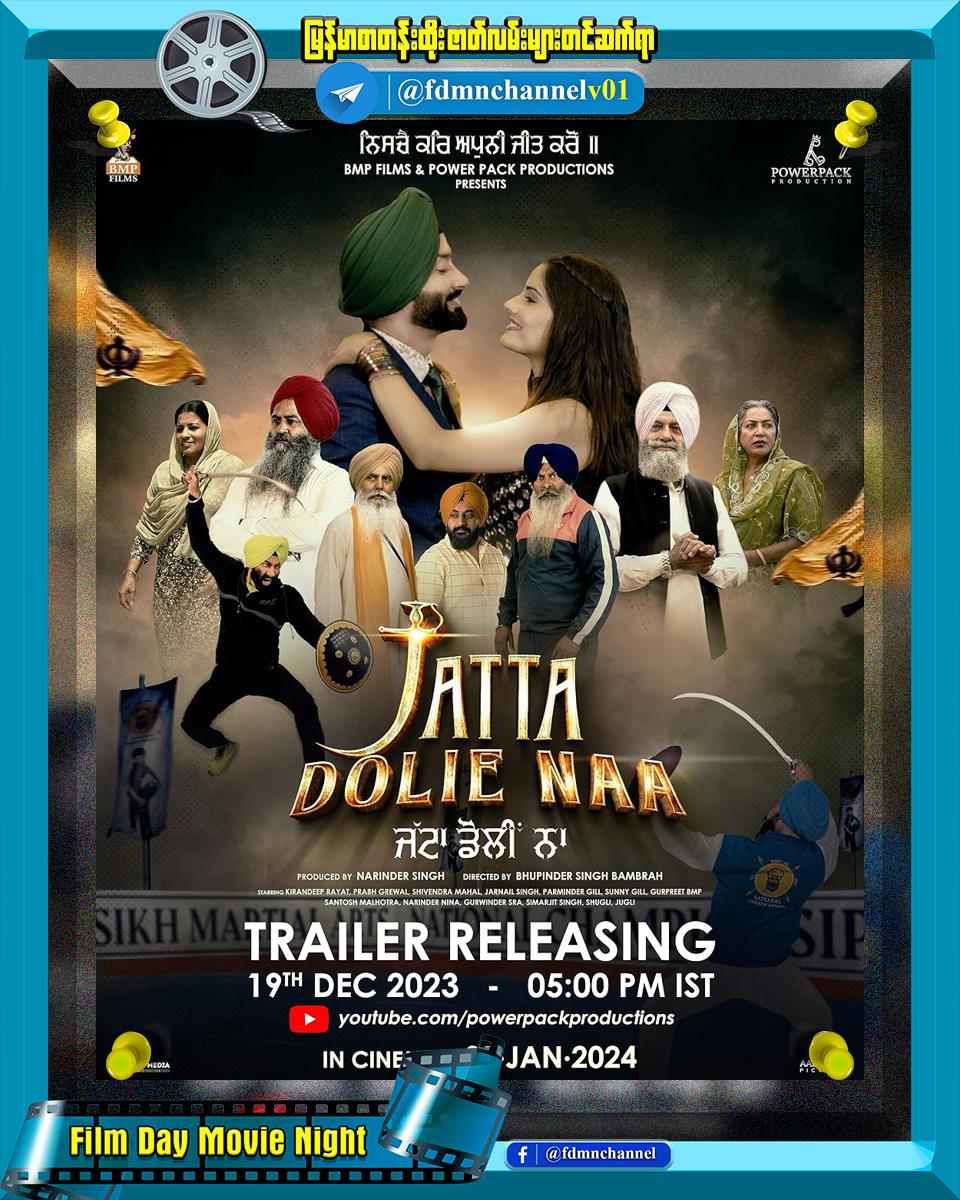 မြန်မာစာတန်းထိုးဇာတ်လမ်းများတင်ဆက်ရာ
@fdmnchannelv01
ਨਿਸਚੈ ਕਰਿ ਅਪੁਨੀ ਜੀਤ ਕਰੋਂ ॥
BMP FILMS & POWER PACK PRODUCTIONS
PRESENTS
BMP
FILMS
POWERPACK
PRODUCTION
JATTA
DOLIE NAA
ਜੱਟਾ ਡੋਲੀਂ ਨਾ
PRODUCED BY NARINDER SINGH DIRECTED BY BHUPINDER SINGH BAMBRAH
STARRING KIRANDEEP RAYAT, PRABH GREWAL, SHIVENDRA MAHAL, JARNAIL SINGH, PARMINDER GILL, SUNNY GILL, GURPREET BMP
SANTOSH MALHOTRA, NARINDER NINA, GURWINDER SRA, SIMARJIT SINGH, SHUGLI, JUGLI
SIKH MARTIAL ARTS NATIONAL CHAMPIONSHIP
TRAILER RELEASING
19TH DEC 2023 - 05:00 PM IST
youtube.com/powerpackproductions
IN JAN·2024
MEDIA
Film Day Movie Night
@fdmnchannel